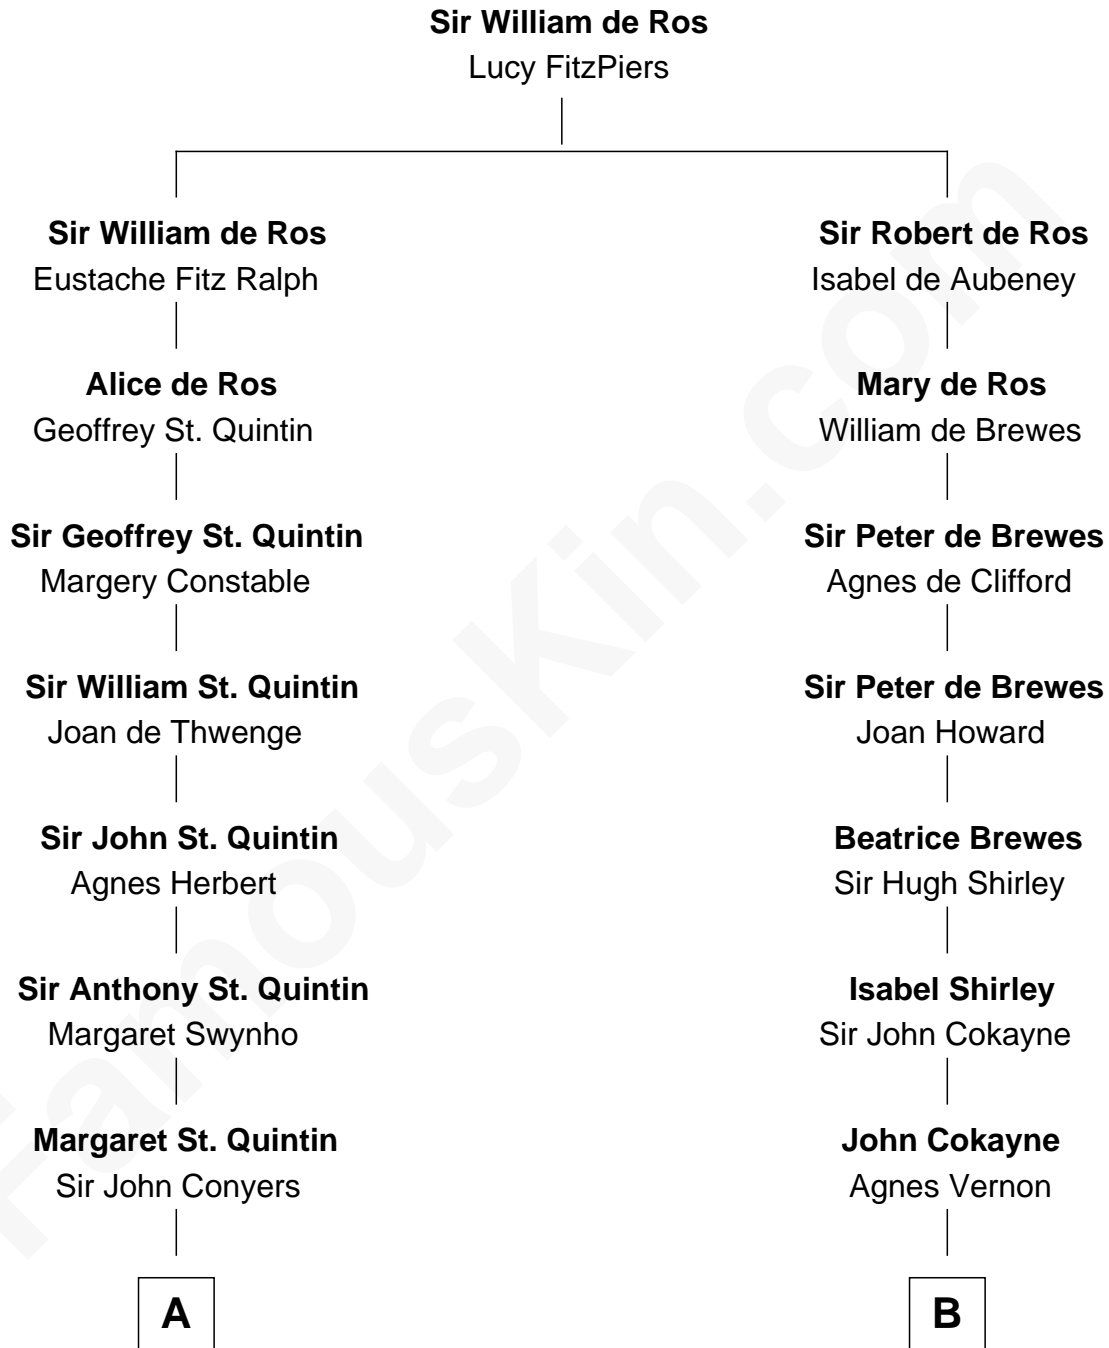 Sir William de Ros
Lucy FitzPiers
Sir William de Ros
Eustache Fitz Ralph
Sir Robert de Ros
Isabel de Aubeney
Alice de Ros
Geoffrey St. Quintin
Mary de Ros
William de Brewes
Sir Geoffrey St. Quintin
Margery Constable
Sir Peter de Brewes
Agnes de Clifford
Sir William St. Quintin
Joan de Thwenge
Sir Peter de Brewes
Joan Howard
Sir John St. Quintin
Agnes Herbert
Beatrice Brewes
Sir Hugh Shirley
Sir Anthony St. Quintin
Margaret Swynho
Isabel Shirley
Sir John Cokayne
Margaret St. Quintin
Sir John Conyers
John Cokayne
Agnes Vernon
A
B
FamousKin.com